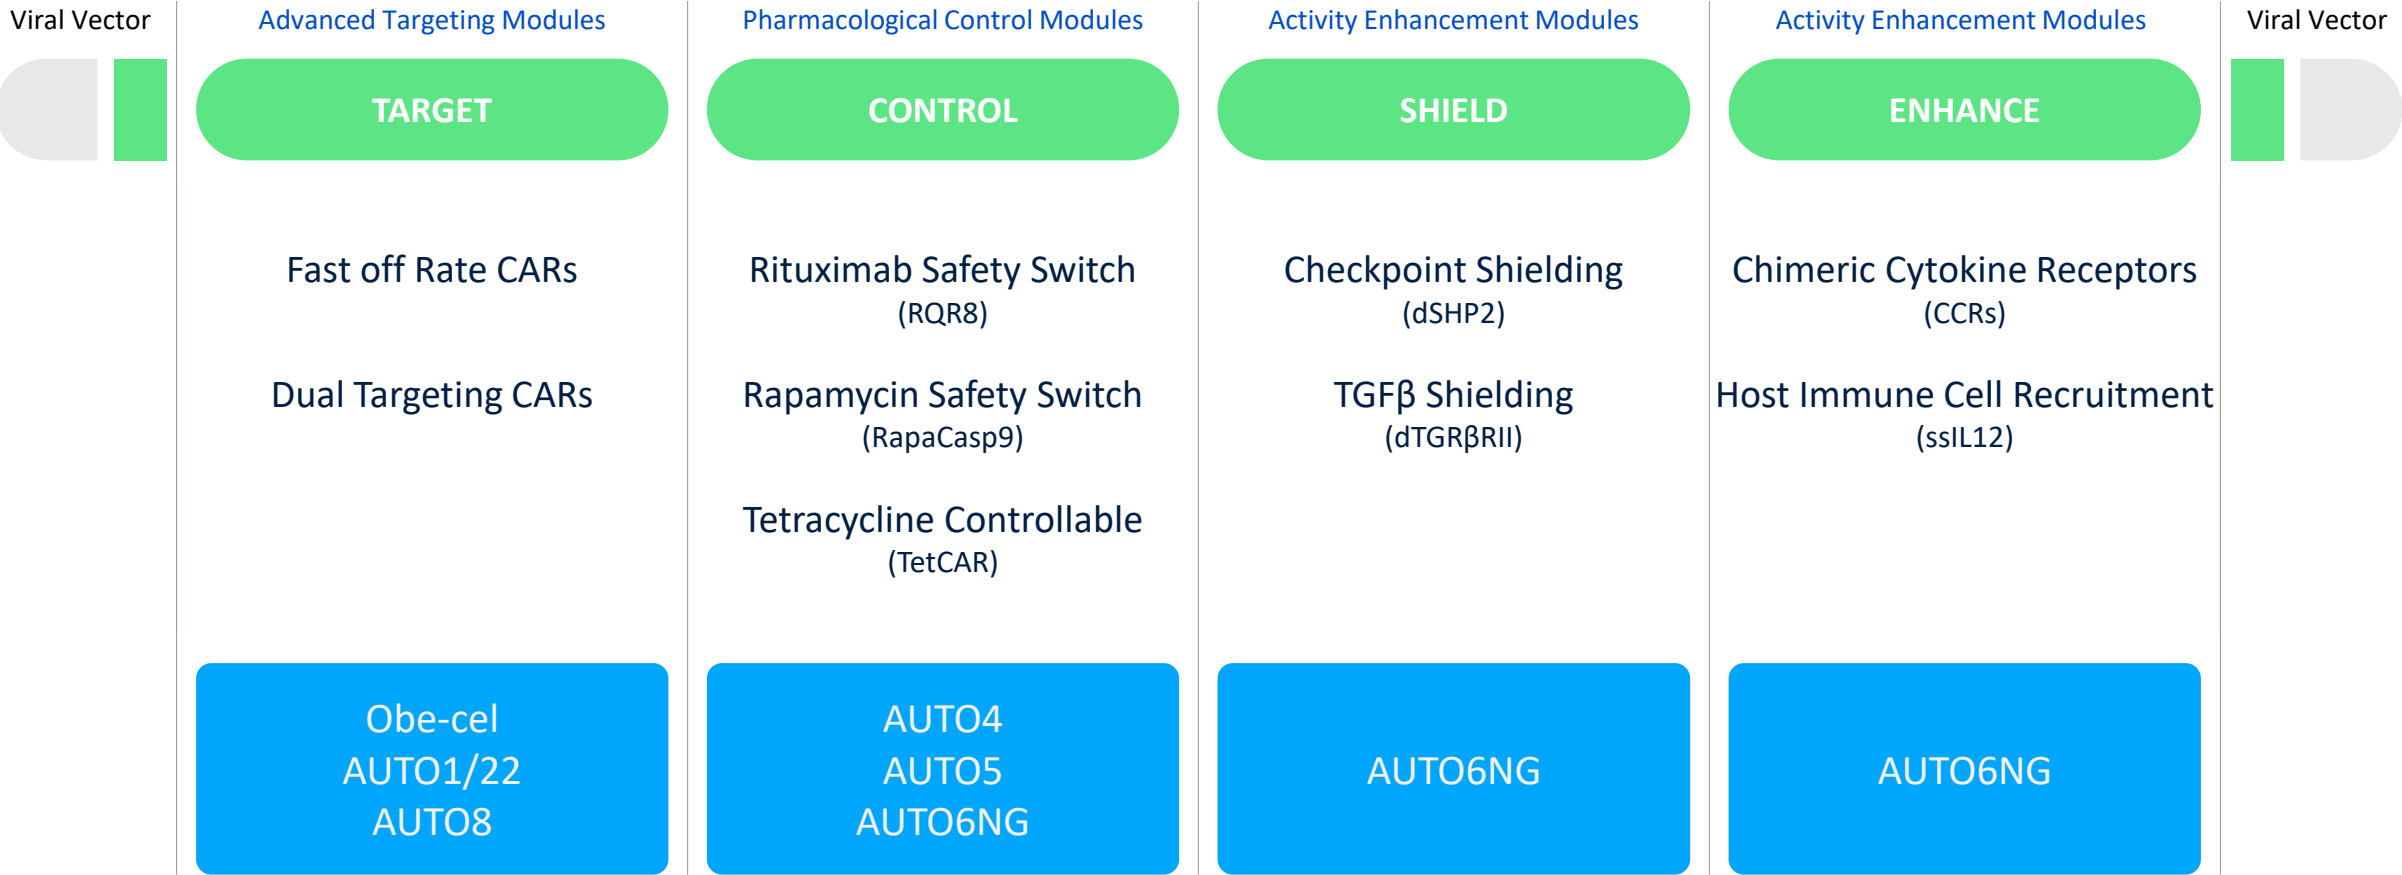 Viral Vector
Advanced Targeting Modules
Pharmacological Control Modules
Activity Enhancement Modules
Activity Enhancement Modules
Viral Vector
TARGET
CONTROL
SHIELD
ENHANCE
Fast off Rate CARs
Dual Targeting CARs
Rituximab Safety Switch
(RQR8)
Rapamycin Safety Switch
(RapaCasp9)
Tetracycline Controllable
(TetCAR)
Checkpoint Shielding
(dSHP2)
TGFβ Shielding
(dTGRβRII)
Chimeric Cytokine Receptors
(CCRs)
Host Immune Cell Recruitment
(ssIL12)
Obe-cel
AUTO1/22
AUTO8
AUTO4
AUTO5
AUTO6NG
AUTO6NG
AUTO6NG